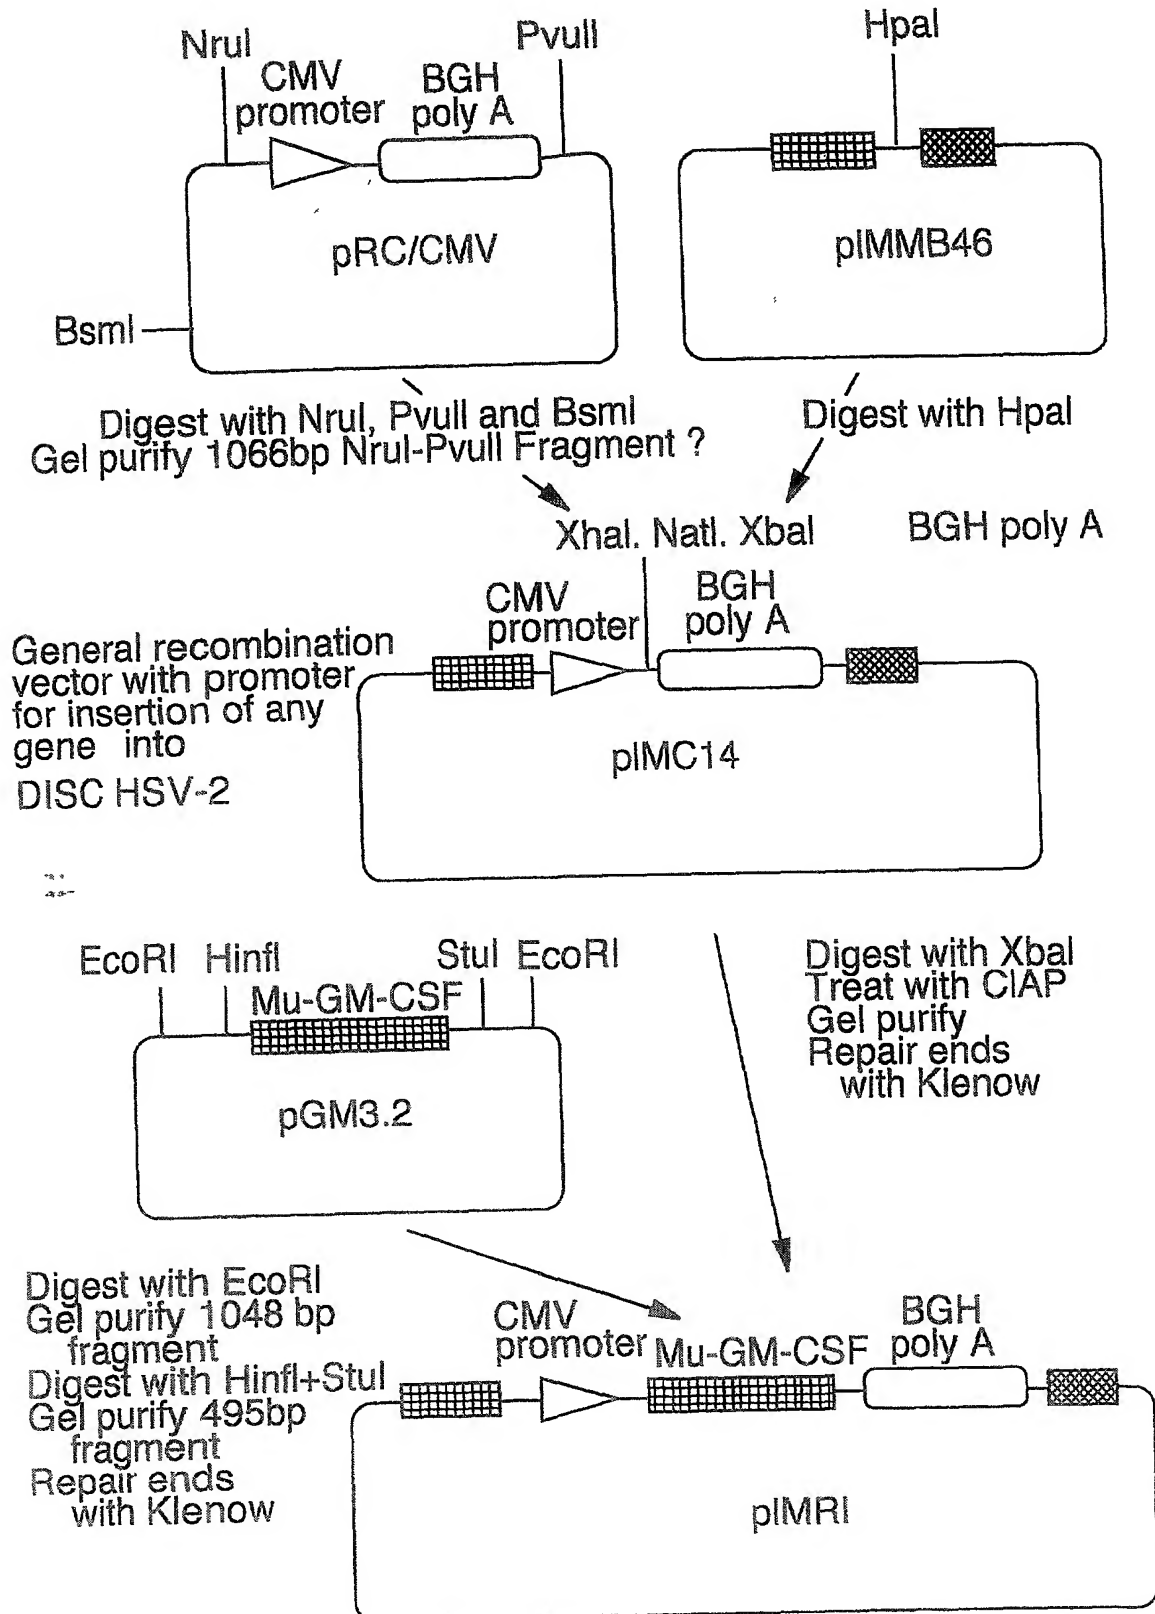 NruI
PvuII
HpaI
CMV
promoter
BGH
poly A
pRC/CMV
pIMMB46
BsmI
Digest with NruI, PvuII and BsmI
Gel purify 1066bp NruI-PvuII Fragment ?
Digest with HpaI
XhaI. NatI. XbaI
BGH poly A
CMV
promoter
BGH
poly A
General recombination
vector with promoter
for insertion of any
gene into
DISC HSV-2
pIMC14
EcoRI
HinfI
StuI
EcoRI
Mu-GM-CSF
pGM3.2
Digest with XbaI
Treat with CIAP
Gel purify
Repair ends
with Klenow
Digest with EcoRI
Gel purify 1048 bp
fragment
Digest with HinfI+StuI
Gel purify 495bp
fragment
Repair ends
with Klenow
CMV
promoter
Mu-GM-CSF
BGH
poly A
pIMRI